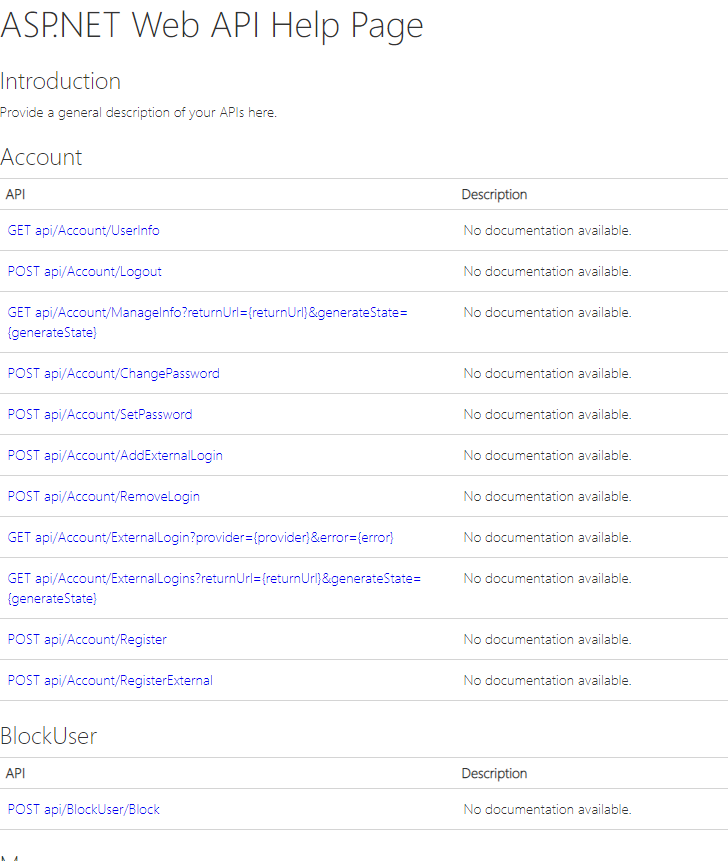 ASP.NET Web API Help Page
Introduction
Provide a general description of your APIs here.
Account
API Description
GET api/Account/UserInfo No documentation available.
POST api/Account/Logout No documentation available.
GET api/Account/ManageInfo?returnUrl={returnUrl}&generateState= No documentation available.
{generateState}
POST api/Account/ChangePassword No documentation available.
POST api/Account/SetPassword No documentation available.
POST api/Account/AddExternalLogin No documentation available.
POST api/Account/RemoveLogin No documentation available.
GET api/Account/ExternalLogin?provider={provider}&error={error} No documentation available.
GET api/Account/ExternalLogins?returnUrl={returnUrl}&generateState= No documentation available.
{generateState}
POST api/Account/Register No documentation available.
POST api/Account/RegisterExternal No documentation available.
BlockUser
API Description
POST api/BlockUser/Block No documentation available.